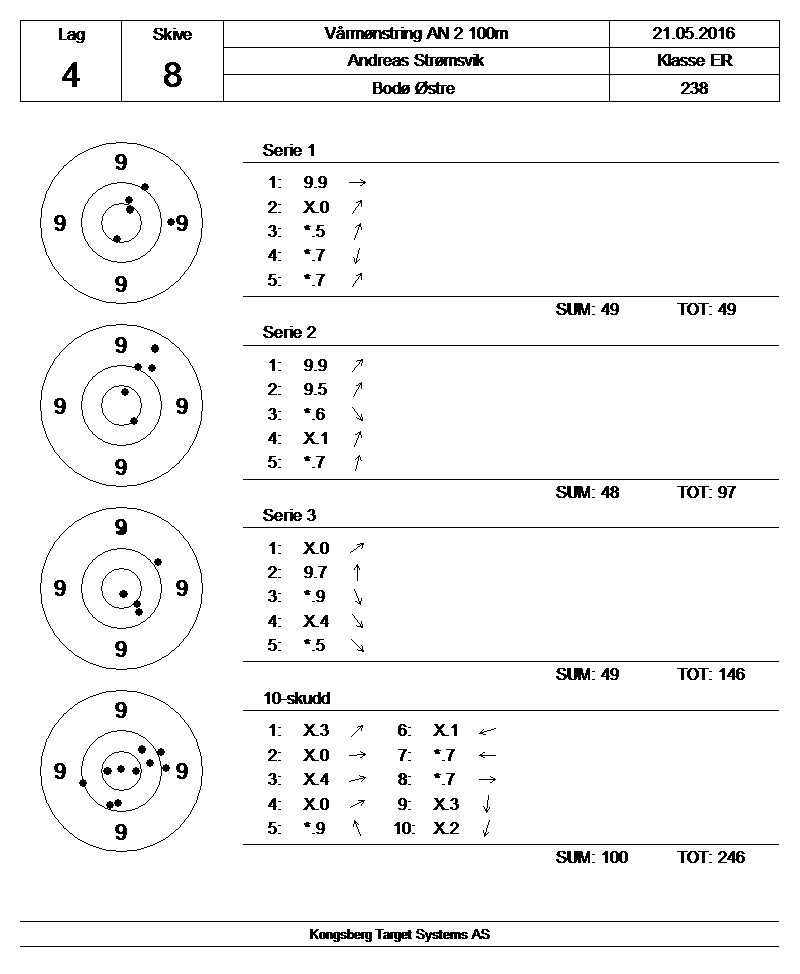 Lag Skive Vårmønstring AN 2 100m 21.05.2016
4 8 Andreas Strømsvik Klasse ER
Bodø Østre 238
Serie 1
9
9 9
9
1: 9.9 →
2: X.0 ↗
3: *.5 ↗
4: *.7 ↙
5: *.7 ↗
SUM: 49 TOT: 49
Serie 2
9
9 9
9
1: 9.9 ↗
2: 9.5 ↗
3: *.6 ↘
4: X.1 ↗
5: *.7 ↗
SUM: 48 TOT: 97
Serie 3
9
9 9
9
1: X.0 ↗
2: 9.7 ↑
3: *.9 ↘
4: X.4 ↘
5: *.5 ↘
SUM: 49 TOT: 146
10-skudd
9
9 9
9
1: X.3 ↗ 6: X.1 ←
2: X.0 → 7: *.7 ←
3: X.4 → 8: *.7 →
4: X.0 ↗ 9: X.3 ↓
5: *.9 ↖ 10: X.2 ↙
SUM: 100 TOT: 246
Kongsberg Target Systems AS